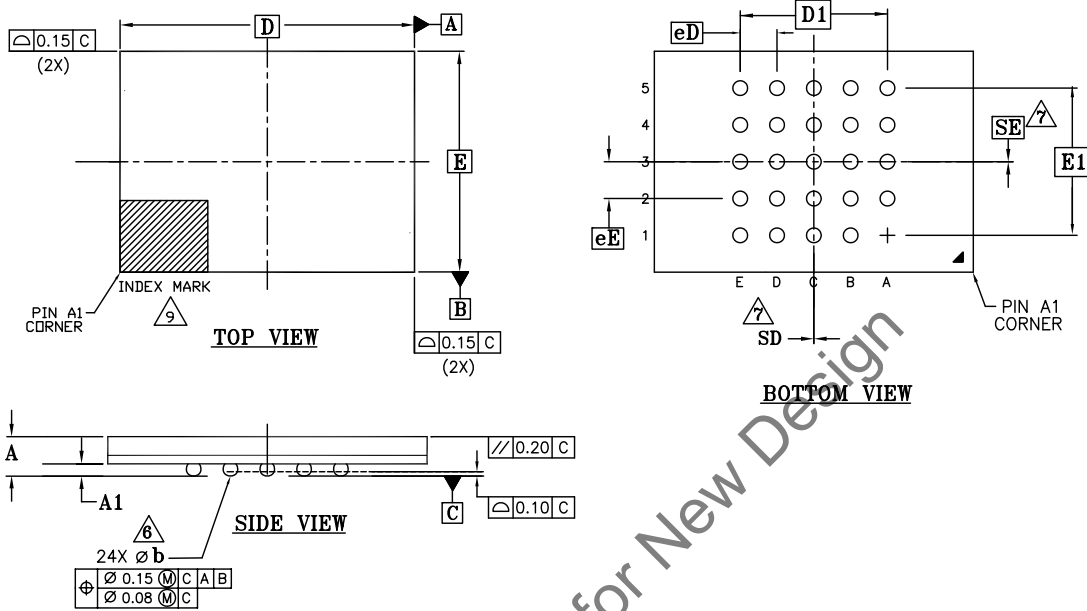 D
A
⌓ 0.15 C
(2X)
E
PIN A1
CORNER
INDEX MARK
9
B
⌓ 0.15 C
(2X)
TOP VIEW
D1
eD
5
4
3
2
1
SE
7
E1
eE
E D C B A
7
SD
PIN A1
CORNER
BOTTOM VIEW
A
A1
// 0.20 C
⌓ 0.10 C
C
SIDE VIEW
6
24X Ø b
⌖ Ø 0.15 Ⓜ C A B
Ø 0.08 Ⓜ C
for New Design